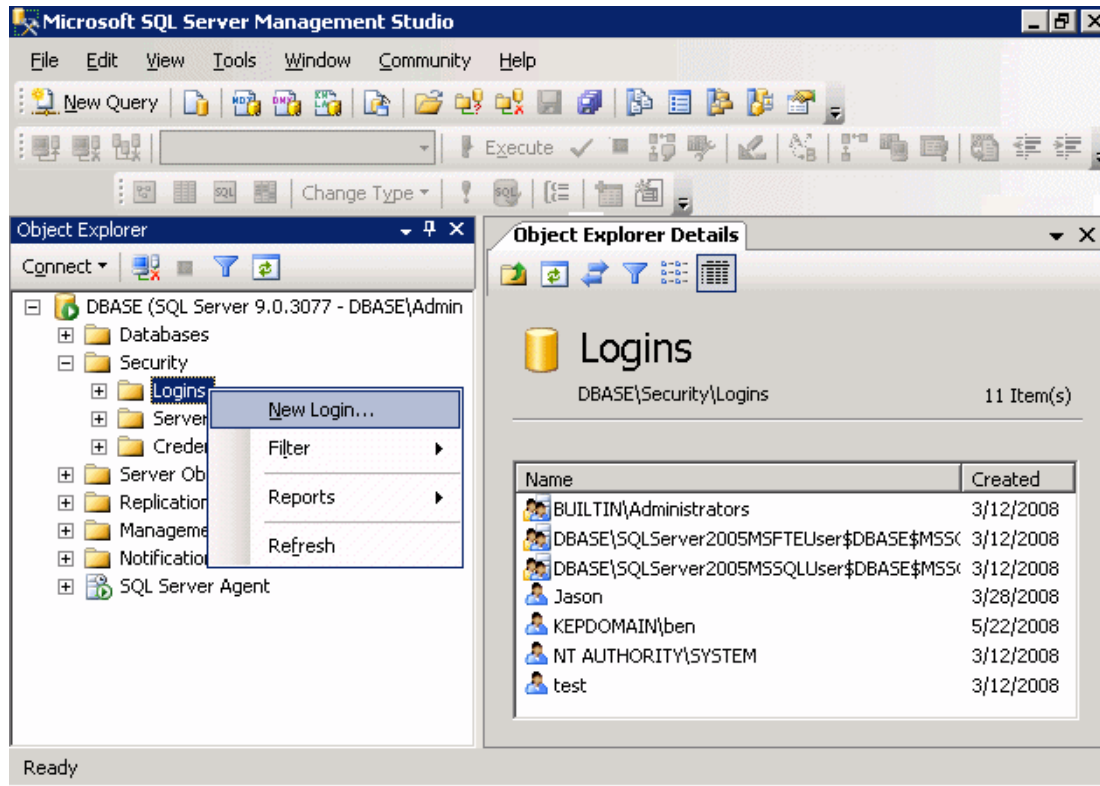 Microsoft SQL Server Management Studio
File Edit View Tools Window Community Help
New Query
Execute
SQL Change Type SQL
Object Explorer
Connect
DBASE (SQL Server 9.0.3077 - DBASE\Admin
Databases
Security
Logins
Server
Creden
Server Ob
Replication
Manageme
Notification
SQL Server Agent
New Login...
Filter
Reports
Refresh
Object Explorer Details
Logins
DBASE\Security\Logins 11 Item(s)
Name Created
BUILTIN\Administrators 3/12/2008
DBASE\SQLServer2005MSFTEUser$DBASE$MSS 3/12/2008
DBASE\SQLServer2005MSSQLUser$DBASE$MSS 3/12/2008
Jason 3/28/2008
KEPDOMAIN\ben 5/22/2008
NT AUTHORITY\SYSTEM 3/12/2008
test 3/12/2008
Ready